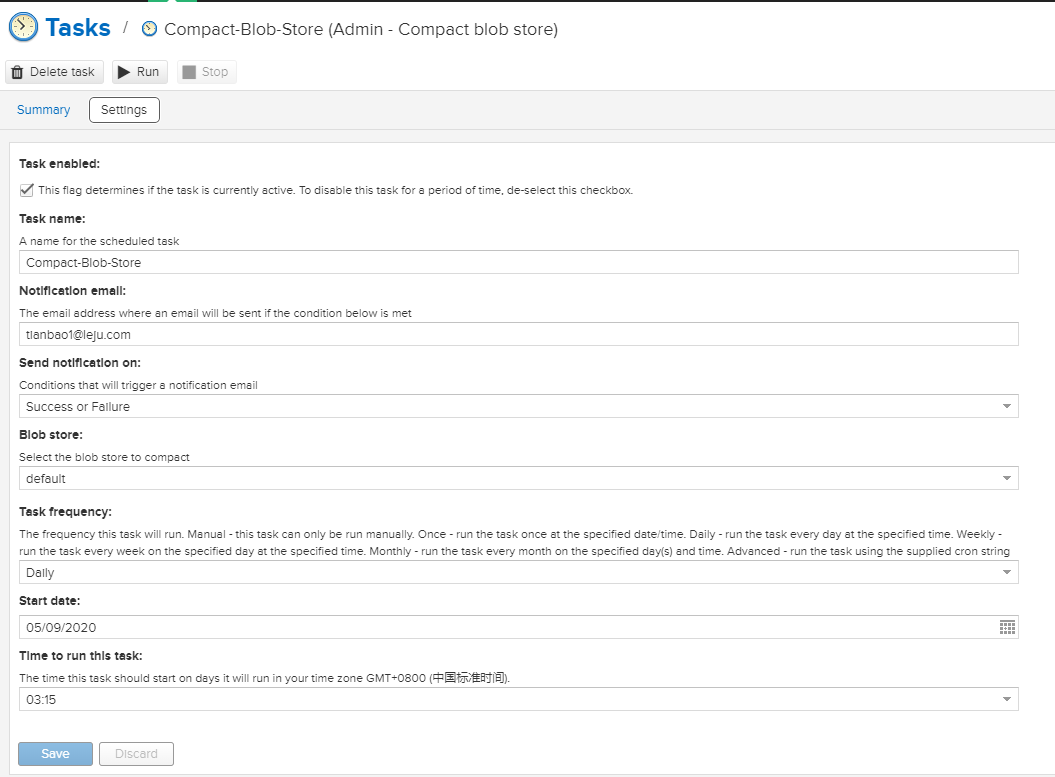 Tasks / Compact-Blob-Store (Admin - Compact blob store)
Delete task Run Stop
Summary Settings
Task enabled:
This flag determines if the task is currently active. To disable this task for a period of time, de-select this checkbox.
Task name:
A name for the scheduled task
Compact-Blob-Store
Notification email:
The email address where an email will be sent if the condition below is met
tianbao1@leju.com
Send notification on:
Conditions that will trigger a notification email
Success or Failure
Blob store:
Select the blob store to compact
default
Task frequency:
The frequency this task will run. Manual - this task can only be run manually. Once - run the task once at the specified date/time. Daily - run the task every day at the specified time. Weekly -
run the task every week on the specified day at the specified time. Monthly - run the task every month on the specified day(s) and time. Advanced - run the task using the supplied cron string
Daily
Start date:
05/09/2020
Time to run this task:
The time this task should start on days it will run in your time zone GMT+0800 (中国标准时间).
03:15
Save Discard